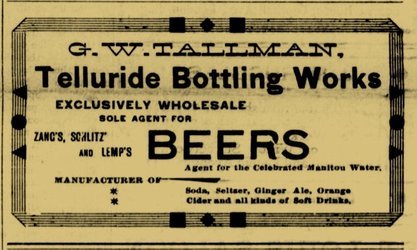 G. W. TALLMAN,
Telluride Bottling Works
EXCLUSIVELY WHOLESALE
SOLE AGENT FOR
ZANG'S, SCHLITZ'
AND LEMP'S BEERS
Agent for the Celebrated Manitou Water.
MANUFACTURER OF
* Soda, Seltzer, Ginger Ale, Orange
* Cider and all kinds of Soft Drinks.